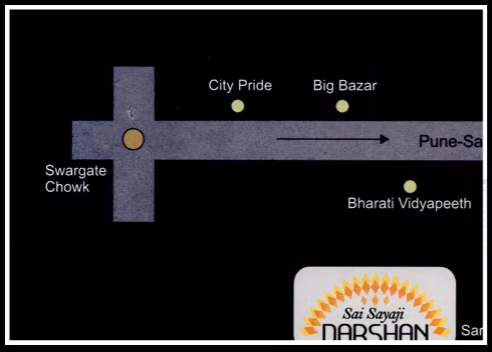 City Pride
Big Bazar
Pune-Sa
Swargate
Chowk
Bharati Vidyapeeth
Sai Sayaji
DARSHAN
Sar